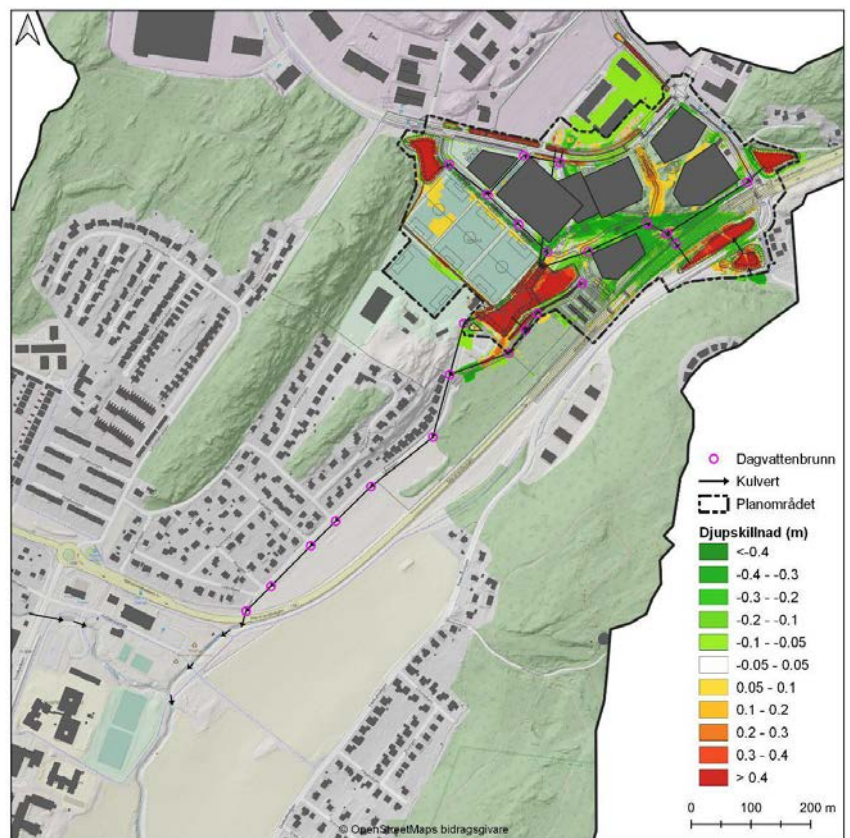 Dagvattenbrunn
Kulvert
Planområdet
Djupskillnad (m)
<-0.4
-0.4 - -0.3
-0.3 - -0.2
-0.2 - -0.1
-0.1 - -0.05
-0.05 - 0.05
0.05 - 0.1
0.1 - 0.2
0.2 - 0.3
0.3 - 0.4
> 0.4
0 100 200 m
© OpenStreetMaps bidragsgivare